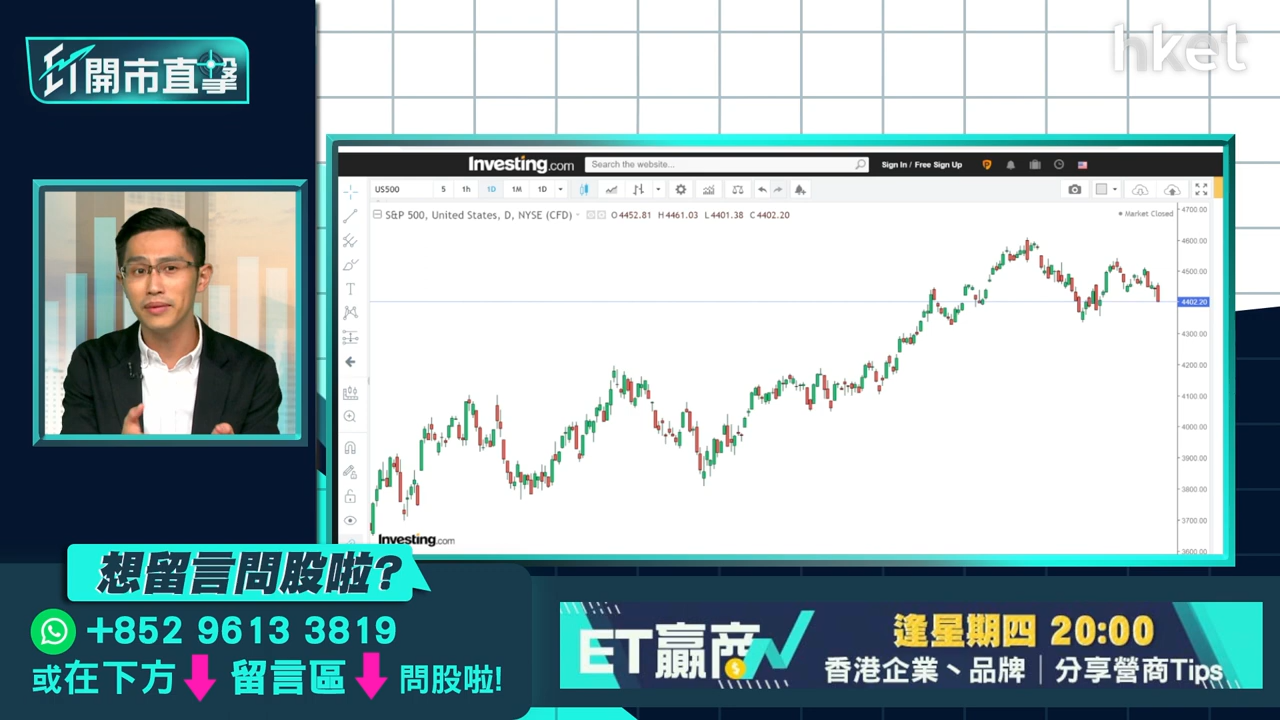 ET開市直擊
hket
Investing.com
Search the website...
Sign In / Free Sign Up
US500
5
1h
1D
1M
1D
S&P 500, United States, D, NYSE (CFD)
O4452.81 H4461.03 L4401.38 C4402.20
Market Closed
4700.00
4600.00
4500.00
4402.20
4300.00
4200.00
4100.00
4000.00
3900.00
3800.00
3700.00
3600.00
Investing.com
想留言問股啦?
+852 9613 3819
或在下方 留言區 問股啦!
ET贏商
逢星期四 20:00
香港企業、品牌｜分享營商Tips